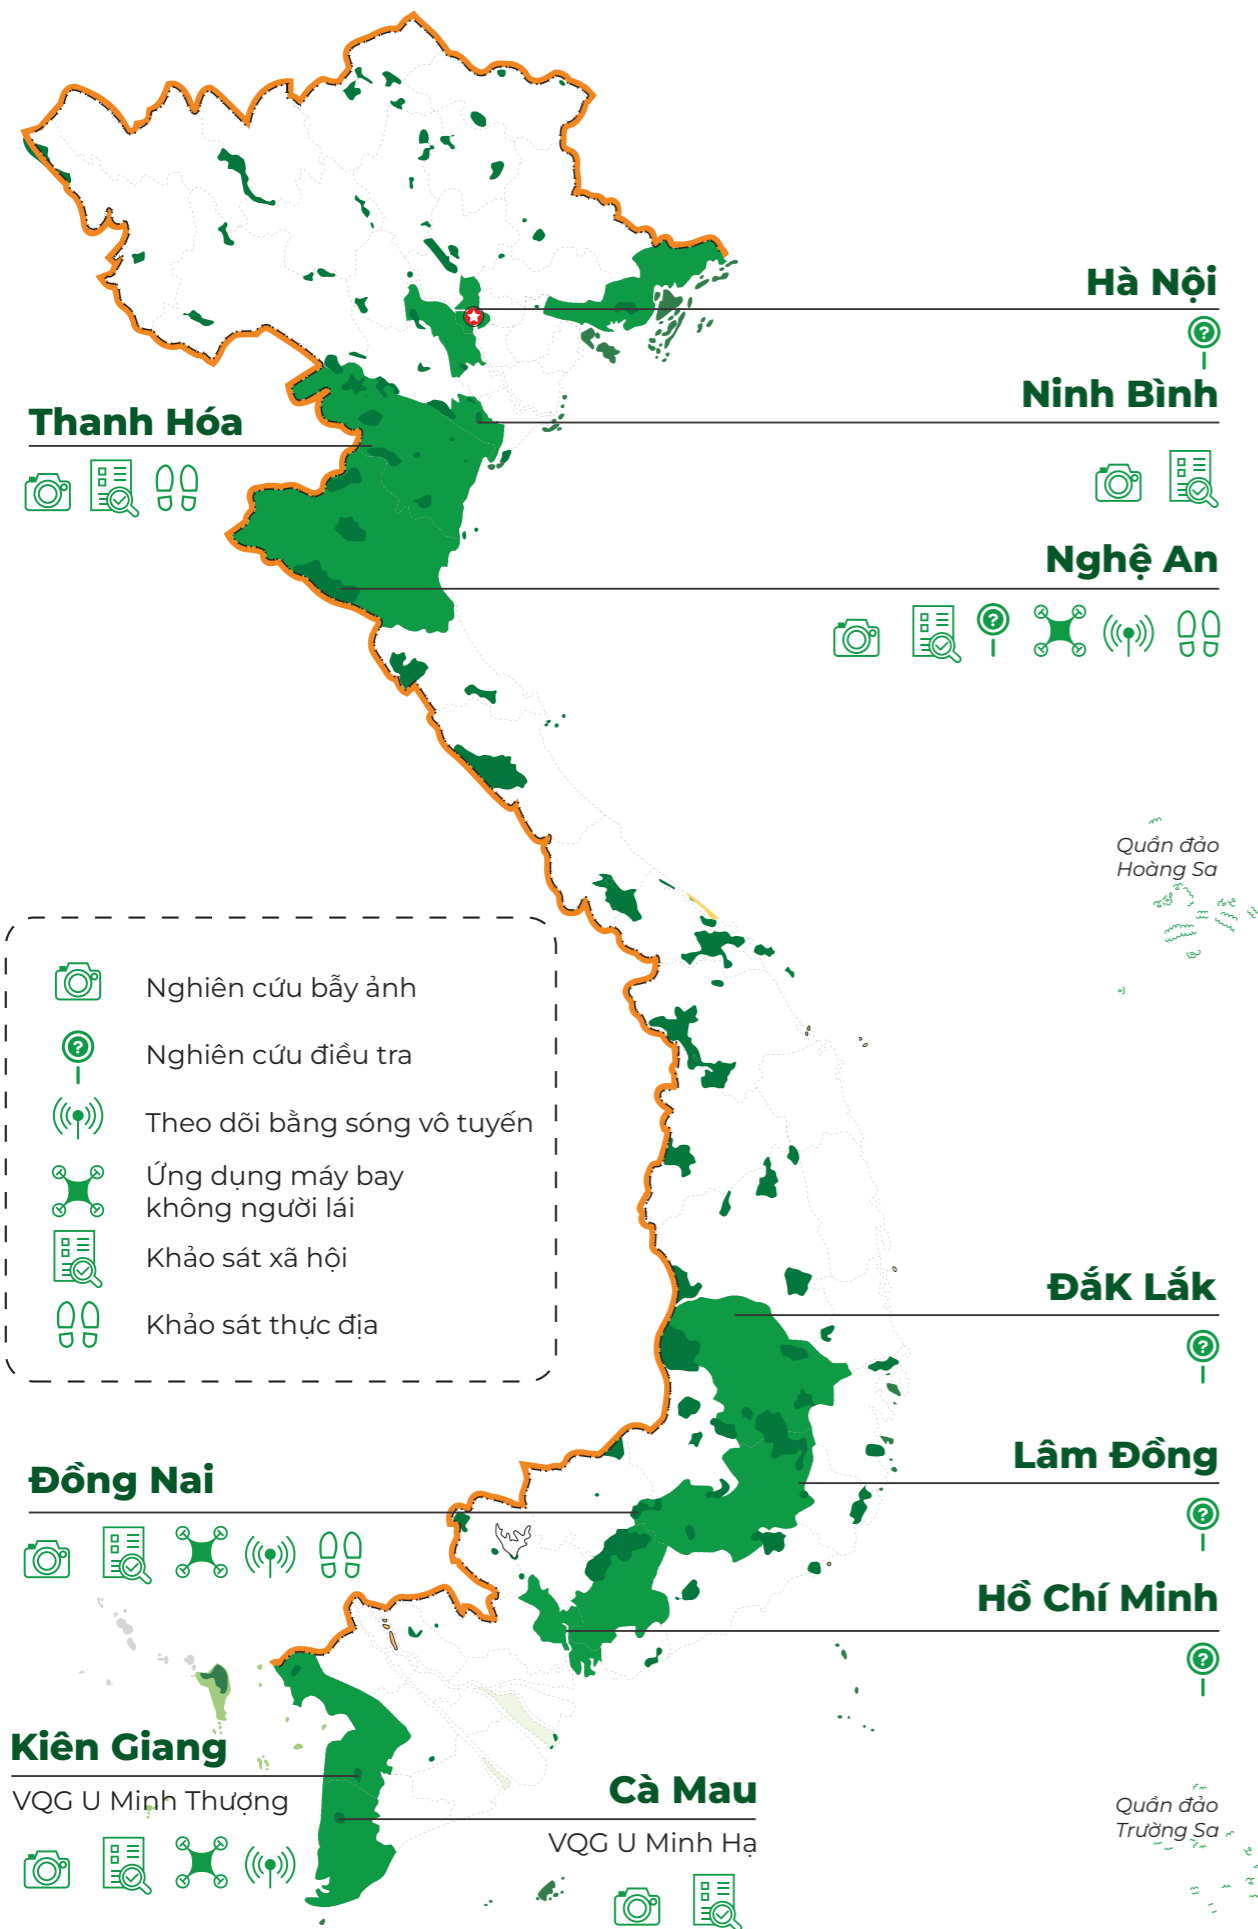 Hà Nội
Ninh Bình
Thanh Hóa
Nghệ An
Quần đảo
Hoàng Sa
Nghiên cứu bẫy ảnh
Nghiên cứu điều tra
Theo dõi bằng sóng vô tuyến
Ứng dụng máy bay
không người lái
Khảo sát xã hội
Khảo sát thực địa
ĐắK Lắk
Lâm Đồng
Đồng Nai
Hồ Chí Minh
Kiên Giang
VQG U Minh Thượng
Cà Mau
VQG U Minh Hạ
Quần đảo
Trường Sa